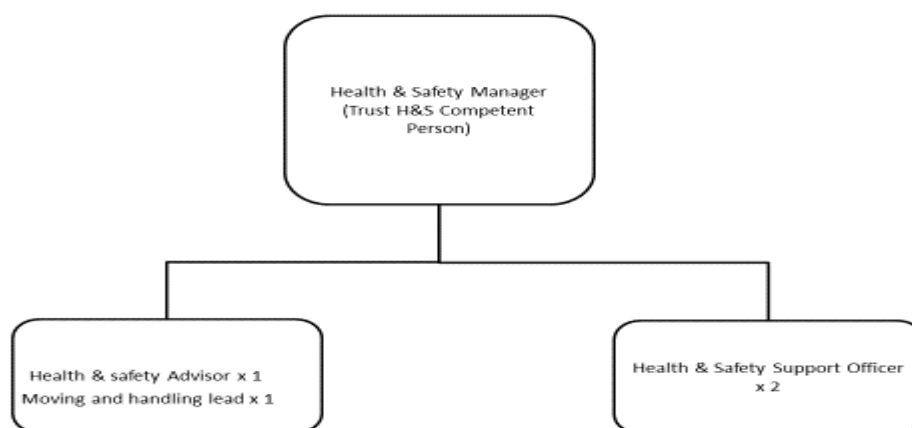 Health & Safety Manager
(Trust H&S Competent
Person)
Health & safety Advisor x 1
Moving and handling lead x 1
Health & Safety Support Officer
x 2